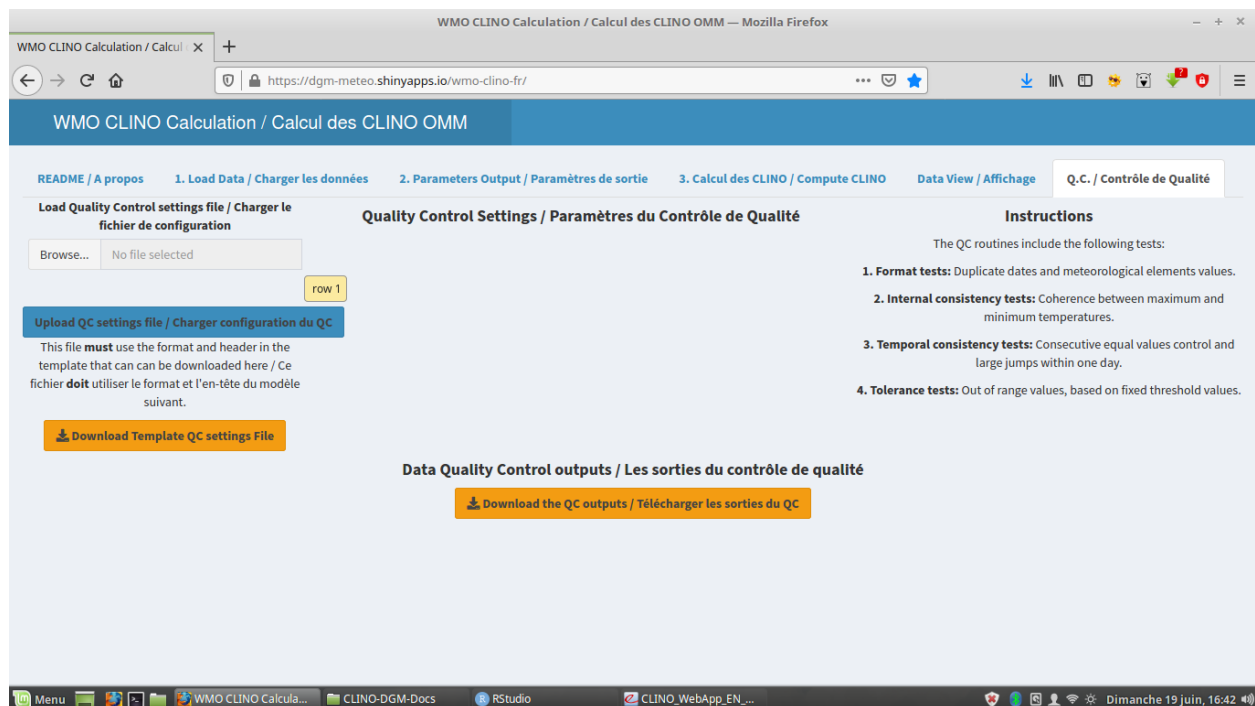 WMO CLINO Calculation / Calcul des CLINO OMM — Mozilla Firefox
WMO CLINO Calculation / Calcul
https://dgm-meteo.shinyapps.io/wmo-clino-fr/
WMO CLINO Calculation / Calcul des CLINO OMM
README / A propos 1. Load Data / Charger les données 2. Parameters Output / Paramètres de sortie 3. Calcul des CLINO / Compute CLINO Data View / Affichage Q.C. / Contrôle de Qualité
Load Quality Control settings file / Charger le
fichier de configuration
Browse... No file selected
row 1
Upload QC settings file / Charger configuration du QC
This file must use the format and header in the
template that can can be downloaded here / Ce
fichier doit utiliser le format et l'en-tête du modèle
suivant.
Download Template QC settings File
Quality Control Settings / Paramètres du Contrôle de Qualité
Instructions
The QC routines include the following tests:
1. Format tests: Duplicate dates and meteorological elements values.
2. Internal consistency tests: Coherence between maximum and
minimum temperatures.
3. Temporal consistency tests: Consecutive equal values control and
large jumps within one day.
4. Tolerance tests: Out of range values, based on fixed threshold values.
Data Quality Control outputs / Les sorties du contrôle de qualité
Download the QC outputs / Télécharger les sorties du QC
Menu WMO CLINO Calcula... CLINO-DGM-Docs RStudio CLINO_WebApp_EN_... Dimanche 19 juin, 16:42